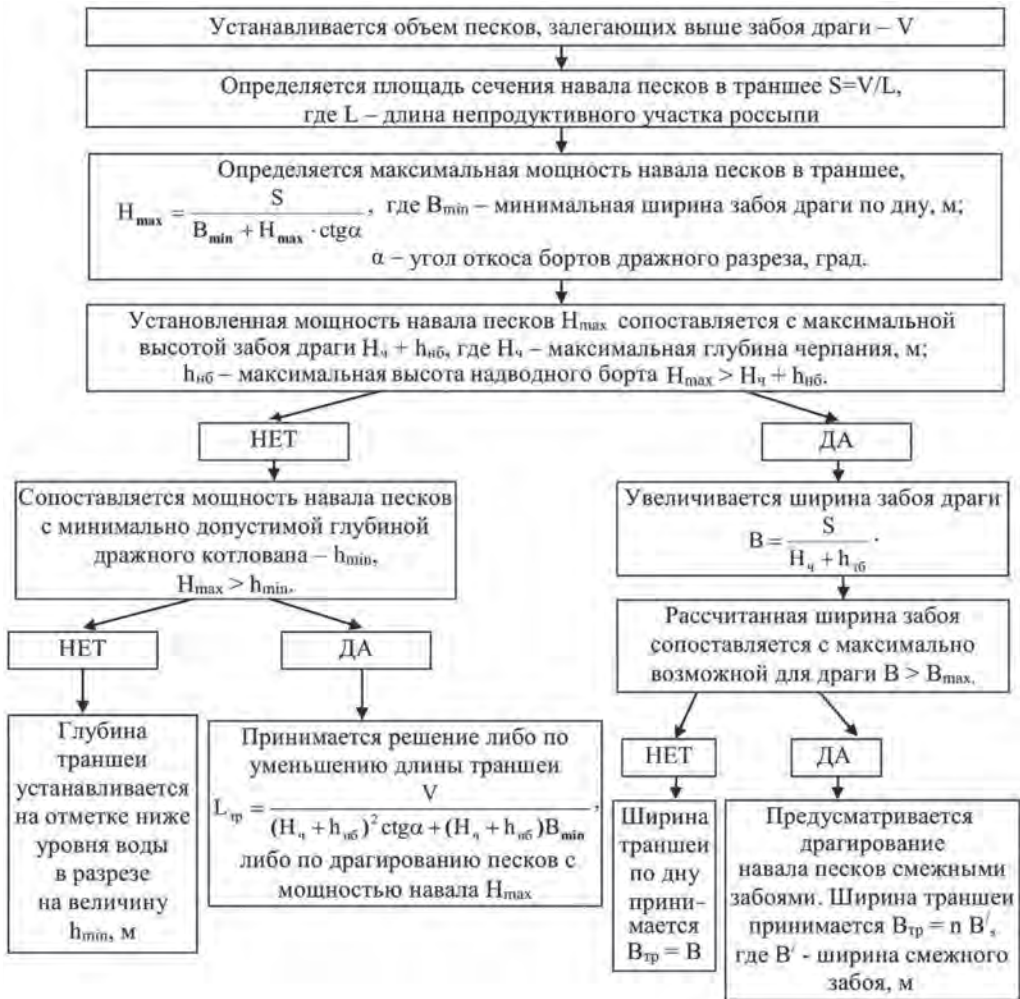 Устанавливается объем песков, залегающих выше забоя драги – V
Определяется площадь сечения навала песков в траншее S=V/L,
где L – длина непродуктивного участка россыпи
Определяется максимальная мощность навала песков в траншее,
H_max = S / (B_min + H_max · ctgα), где B_min – минимальная ширина забоя драги по дну, м;
α – угол откоса бортов дражного разреза, град.
Установленная мощность навала песков H_max сопоставляется с максимальной
высотой забоя драги H_ч + h_нб, где H_ч – максимальная глубина черпания, м;
h_нб – максимальная высота надводного борта H_max > H_ч + h_нб.
НЕТ
ДА
Сопоставляется мощность навала песков
с минимально допустимой глубиной
дражного котлована – h_min,
H_max > h_min.
Увеличивается ширина забоя драги
B = S / (H_ч + h_тб) .
НЕТ
ДА
Рассчитанная ширина забоя
сопоставляется с максимально
возможной для драги B > B_max.
Глубина
траншеи
устанавливается
на отметке ниже
уровня воды
в разрезе
на величину
h_min, м
Принимается решение либо по
уменьшению длины траншеи
L_тр = V / ((H_ч + h_нб)² ctgα + (H_ч + h_нб)B_min) ,
либо по драгированию песков с
мощностью навала H_max
НЕТ
ДА
Ширина
траншеи
по дну
прини-
мается
B_тр = B
Предусматривается
драгирование
навала песков смежными
забоями. Ширина траншеи
принимается B_тр = n B′,
где B′ - ширина смежного
забоя, м